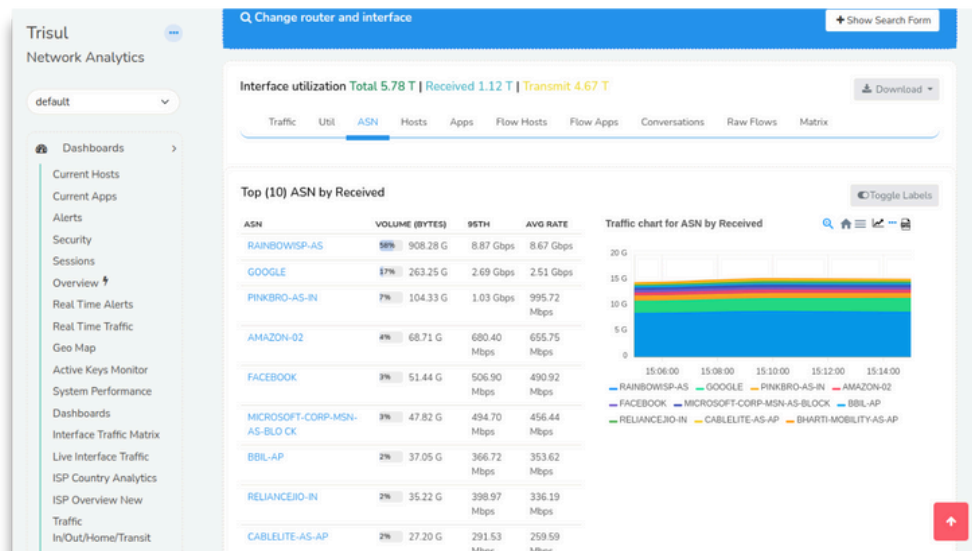 Trisul
Network Analytics
default
Dashboards
Current Hosts
Current Apps
Alerts
Security
Sessions
Overview
Real Time Alerts
Real Time Traffic
Geo Map
Active Keys Monitor
System Performance
Dashboards
Interface Traffic Matrix
Live Interface Traffic
ISP Country Analytics
ISP Overview New
Traffic
In/Out/Home/Transit
Change router and interface
Show Search Form
Interface utilization Total 5.78 T | Received 1.12 T | Transmit 4.67 T
Download
Traffic Util ASN Hosts Apps Flow Hosts Flow Apps Conversations Raw Flows Matrix
Top (10) ASN by Received
Toggle Labels
ASN VOLUME (BYTES) 95TH AVG RATE
RAINBOWISP-AS 58% 908.28 G 8.87 Gbps 8.67 Gbps
GOOGLE 17% 263.25 G 2.69 Gbps 2.51 Gbps
PINKBRO-AS-IN 7% 104.33 G 1.03 Gbps 995.72
Mbps
AMAZON-02 4% 68.71 G 680.40 655.75
Mbps Mbps
FACEBOOK 3% 51.44 G 506.90 490.92
Mbps Mbps
MICROSOFT-CORP-MSN- 3% 47.82 G 494.70 456.44
AS-BLO CK Mbps Mbps
BBIL-AP 2% 37.05 G 366.72 353.62
Mbps Mbps
RELIANCEJIO-IN 2% 35.22 G 398.97 336.19
Mbps Mbps
CABLELITE-AS-AP 2% 27.20 G 291.53 259.59
Mbps Mbps
Traffic chart for ASN by Received
20 G
15 G
10 G
5 G
0
15:06:00 15:08:00 15:10:00 15:12:00 15:14:00
RAINBOWISP-AS GOOGLE PINKBRO-AS-IN AMAZON-02
FACEBOOK MICROSOFT-CORP-MSN-AS-BLOCK BBIL-AP
RELIANCEJIO-IN CABLELITE-AS-AP BHARTI-MOBILITY-AS-AP